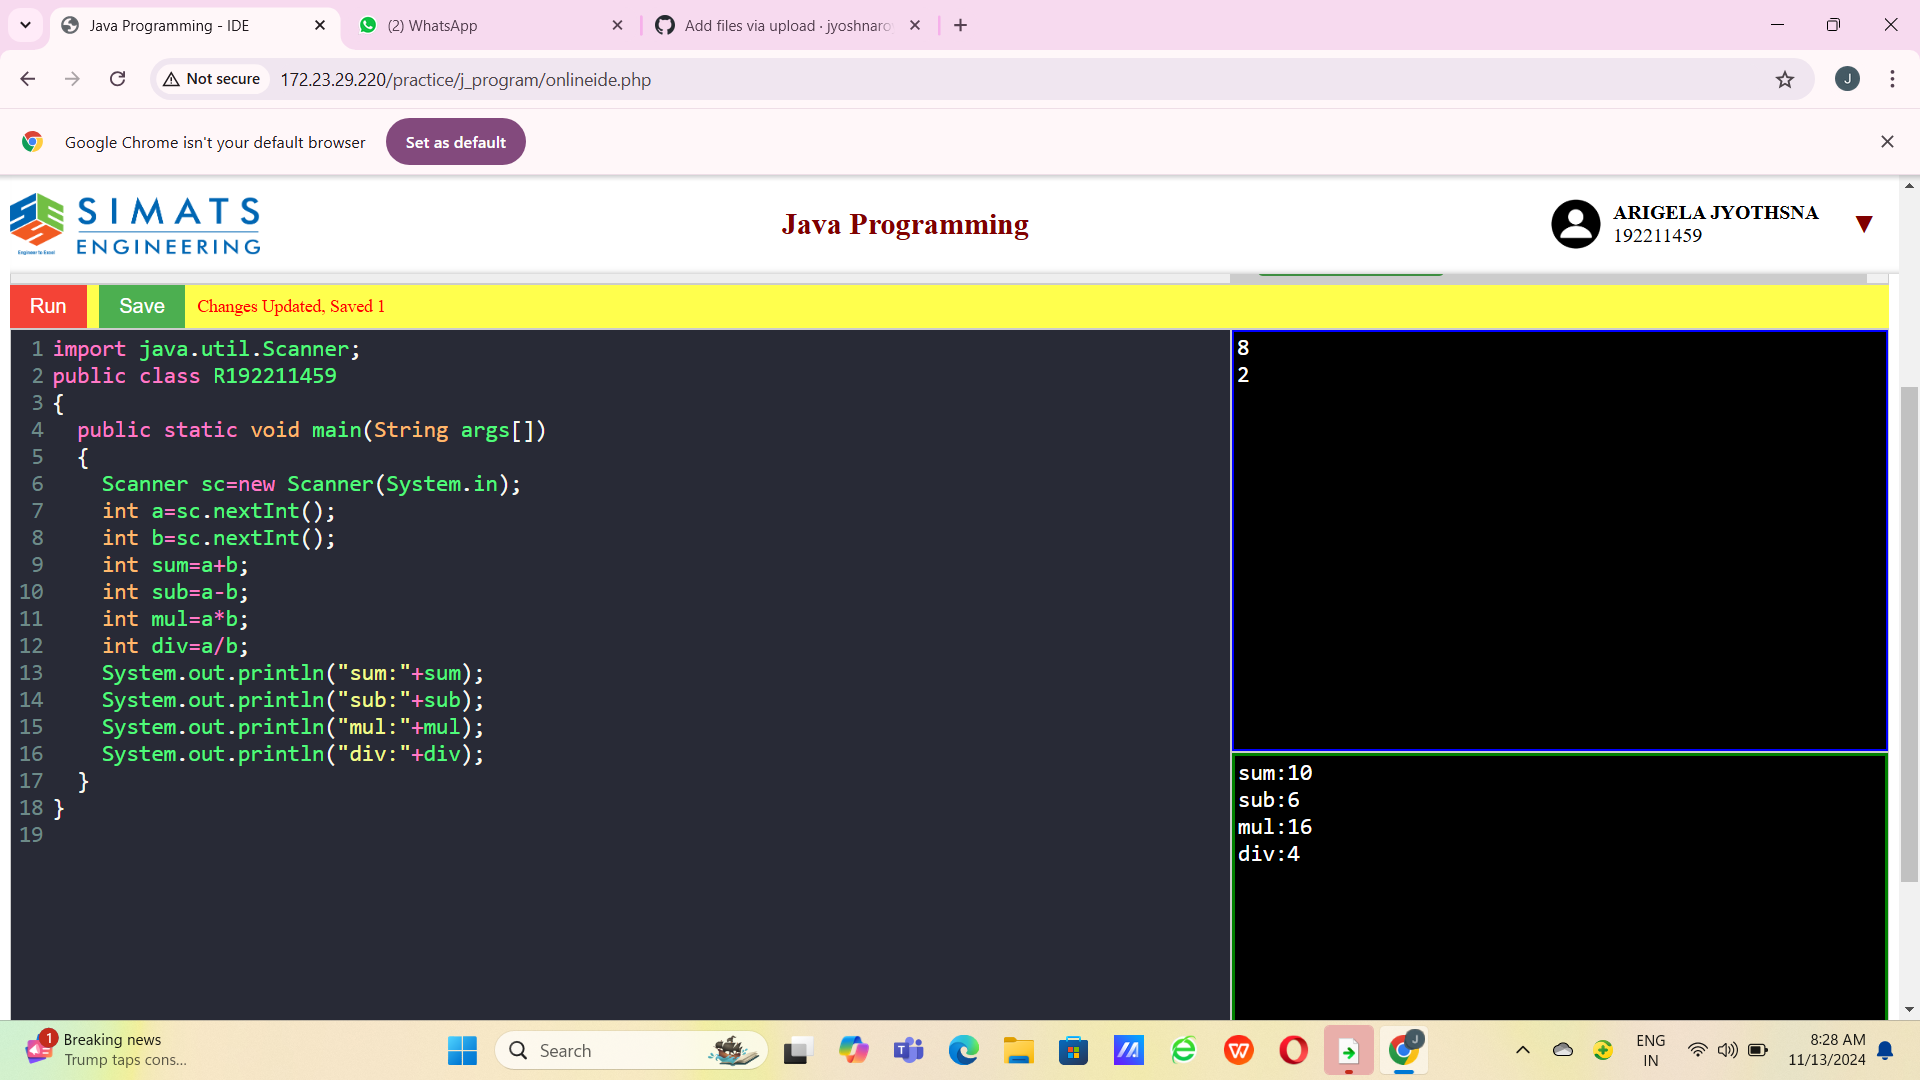 Java Programming - IDE
(2) WhatsApp
Add files via upload · jyoshnaro
Not secure
172.23.29.220/practice/j_program/onlineide.php
J
Google Chrome isn't your default browser
Set as default
SIMATS
ENGINEERING
Engineer to Excel
Java Programming
ARIGELA JYOTHSNA
192211459
Run
Save
Changes Updated, Saved 1
1 import java.util.Scanner;
2 public class R192211459
3 {
4   public static void main(String args[])
5   {
6     Scanner sc=new Scanner(System.in);
7     int a=sc.nextInt();
8     int b=sc.nextInt();
9     int sum=a+b;
10     int sub=a-b;
11     int mul=a*b;
12     int div=a/b;
13     System.out.println("sum:"+sum);
14     System.out.println("sub:"+sub);
15     System.out.println("mul:"+mul);
16     System.out.println("div:"+div);
17   }
18 }
19
8
2
sum:10
sub:6
mul:16
div:4
1
Breaking news
Trump taps cons...
Search
J
ENG
IN
8:28 AM
11/13/2024